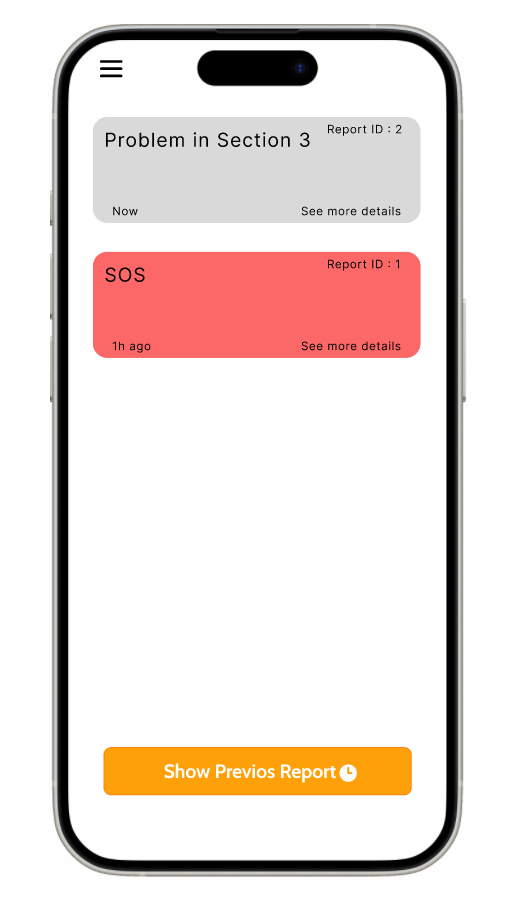 Report ID : 2
Problem in Section 3
Now
See more details
Report ID : 1
SOS
1h ago
See more details
Show Previos Report